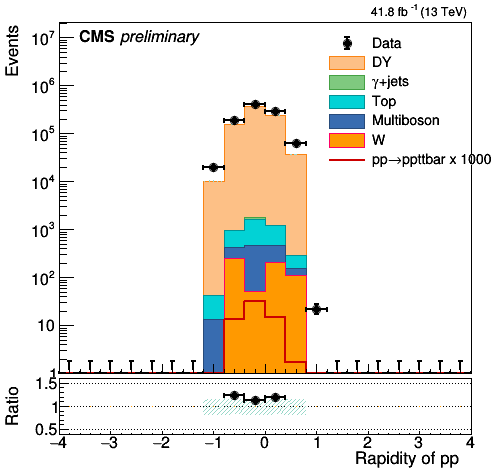 41.8 fb⁻¹ (13 TeV)
CMS preliminary
Events
10⁷
10⁶
10⁵
10⁴
10³
10²
10
1
Data
DY
γ+jets
Top
Multiboson
W
pp→ppttbar x 1000
Ratio
1.5
1
0.5
−4 −3 −2 −1 0 1 2 3 4
Rapidity of pp